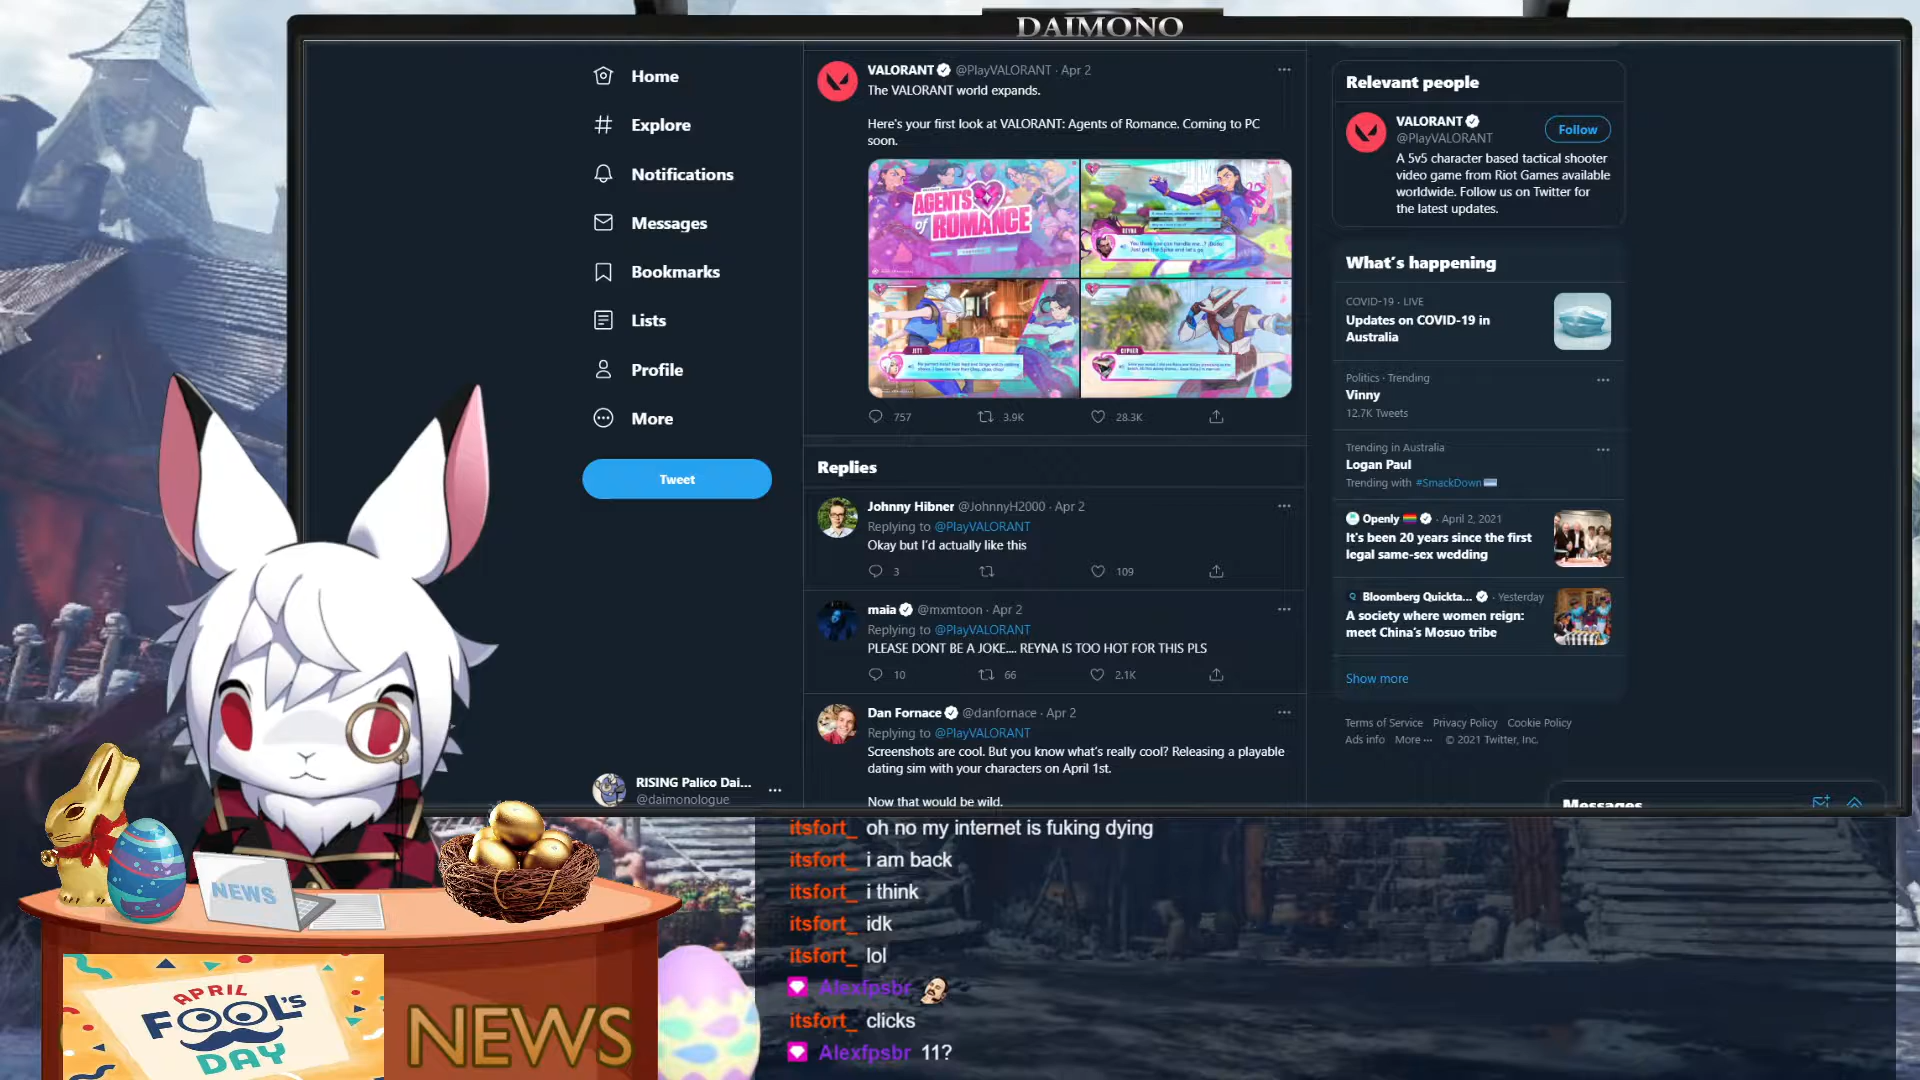 DAIMONO
Home
Explore
Notifications
Messages
Bookmarks
Lists
Profile
More
Tweet
RISING Palico Dai...
@daimonologue
VALORANT @PlayVALORANT · Apr 2
The VALORANT world expands.
Here's your first look at VALORANT: Agents of Romance. Coming to PC
soon.
AGENTS
of ROMANCE
REYNA
JETT
CYPHER
757
3.9K
28.3K
Replies
Johnny Hibner @JohnnyH2000 · Apr 2
Replying to @PlayVALORANT
Okay but I'd actually like this
3
109
maia @mxmtoon · Apr 2
Replying to @PlayVALORANT
PLEASE DONT BE A JOKE.... REYNA IS TOO HOT FOR THIS PLS
10
66
2.1K
Dan Fornace @danfornace · Apr 2
Replying to @PlayVALORANT
Screenshots are cool. But you know what's really cool? Releasing a playable
dating sim with your characters on April 1st.
Now that would be wild.
Relevant people
VALORANT
@PlayVALORANT
Follow
A 5v5 character based tactical shooter
video game from Riot Games available
worldwide. Follow us on Twitter for
the latest updates.
What's happening
COVID-19 · LIVE
Updates on COVID-19 in
Australia
Politics · Trending
Vinny
12.7K Tweets
Trending in Australia
Logan Paul
Trending with #SmackDown
Openly · April 2, 2021
It's been 20 years since the first
legal same-sex wedding
Bloomberg Quickta... · Yesterday
A society where women reign:
meet China's Mosuo tribe
Show more
Terms of Service Privacy Policy Cookie Policy
Ads info More ··· © 2021 Twitter, Inc.
Messages
itsfort_ oh no my internet is fuking dying
itsfort_ i am back
itsfort_ i think
itsfort_ idk
itsfort_ lol
Alexfpsbr
itsfort_ clicks
Alexfpsbr 11?
NEWS
APRIL
FOOL'S
DAY
NEWS